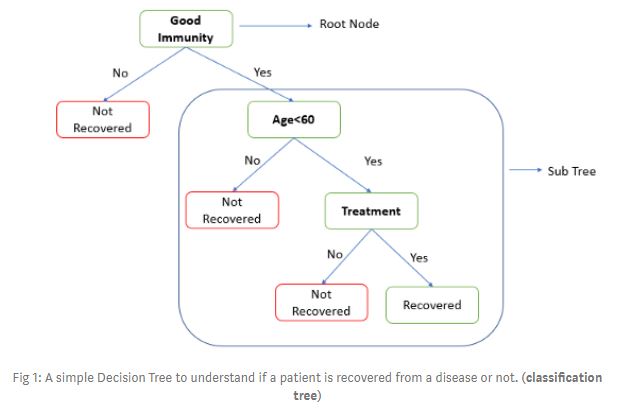 Good
Immunity
Root Node
No
Yes
Not
Recovered
Age<60
No
Yes
Sub Tree
Not
Recovered
Treatment
No
Yes
Not
Recovered
Recovered
Fig 1: A simple Decision Tree to understand if a patient is recovered from a disease or not. (classification
tree)